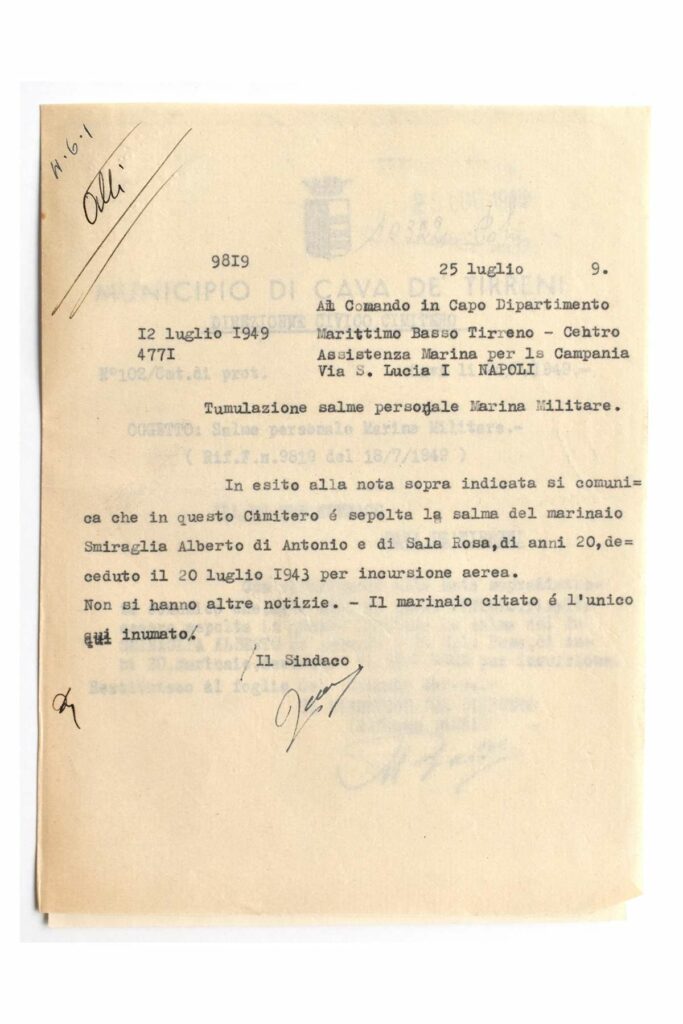 H.6.1
Alli
9819
25 luglio 9.
Al Comando in Capo Dipartimento
12 luglio 1949 Marittimo Basso Tirreno - Centro
4771 Assistenza Marina per la Campania
Via S. Lucia I NAPOLI
Tumulazione salme personale Marina Militare.
MUNICIPIO DI CAVA DE TIRRENI
DIREZIONE CIVICO CIMITERO
N°102/Cat.di prot.
OGGETTO: Salme personale Marina Militare.-
( Rif.F.n.9819 del 18/7/1949 )
In esito alla nota sopra indicata si comuni=
ca che in questo Cimitero é sepolta la salma del marinaio
Smiraglia Alberto di Antonio e di Sala Rosa,di anni 20,de=
ceduto il 20 luglio 1943 per incursione aerea.
Non si hanno altre notizie. - Il marinaio citato é l'unico
qui inumato.
Il Sindaco